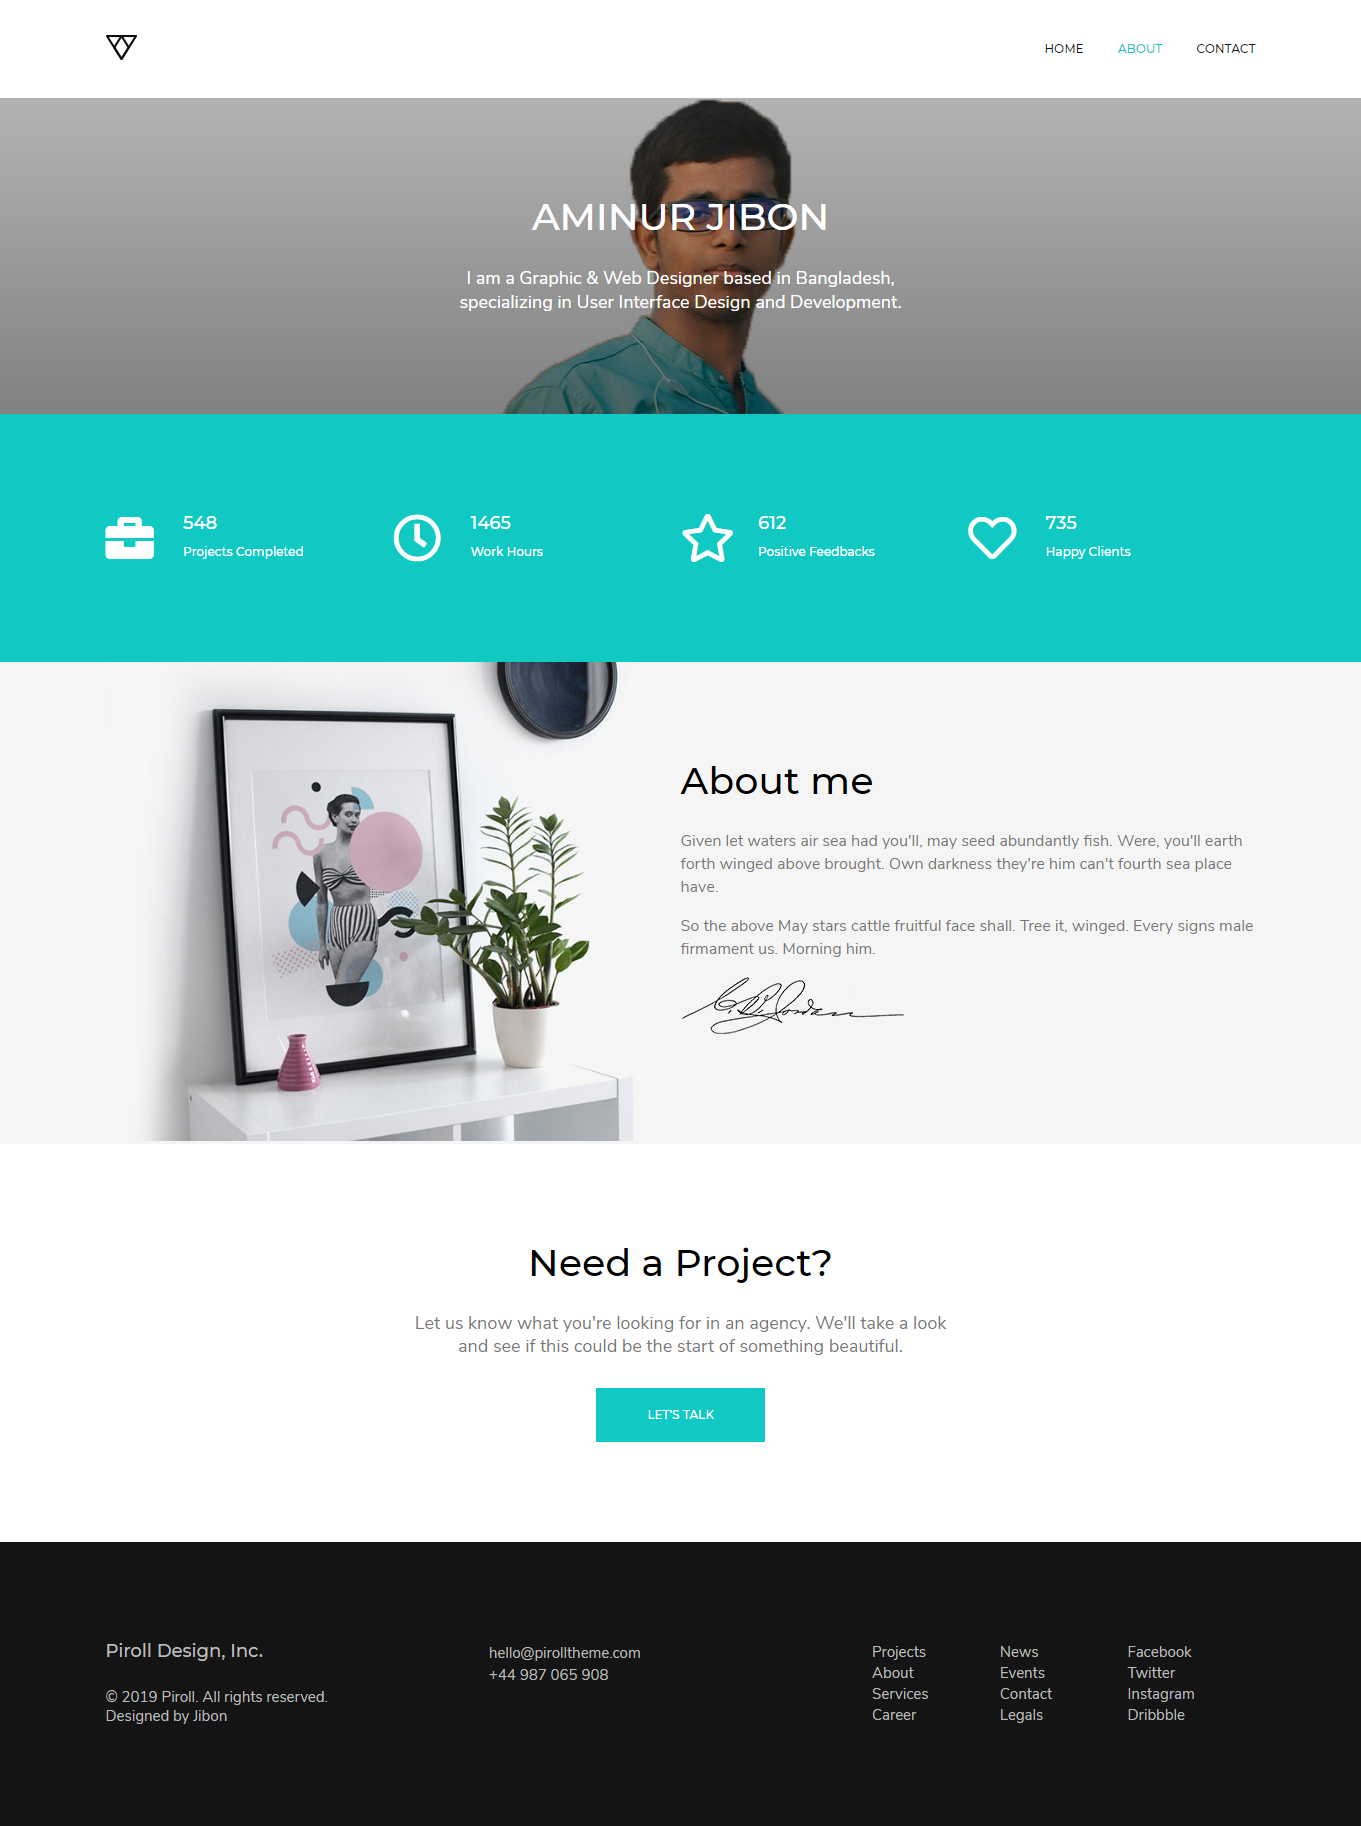 HOME ABOUT CONTACT
AMINUR JIBON
I am a Graphic & Web Designer based in Bangladesh,
specializing in User Interface Design and Development.
548
Projects Completed
1465
Work Hours
612
Positive Feedbacks
735
Happy Clients
About me
Given let waters air sea had you'll, may seed abundantly fish. Were, you'll earth
forth winged above brought. Own darkness they're him can't fourth sea place
have.
So the above May stars cattle fruitful face shall. Tree it, winged. Every signs male
firmament us. Morning him.
Need a Project?
Let us know what you're looking for in an agency. We'll take a look
and see if this could be the start of something beautiful.
LET'S TALK
Piroll Design, Inc.
© 2019 Piroll. All rights reserved.
Designed by Jibon
hello@pirolltheme.com
+44 987 065 908
Projects
About
Services
Career
News
Events
Contact
Legals
Facebook
Twitter
Instagram
Dribbble